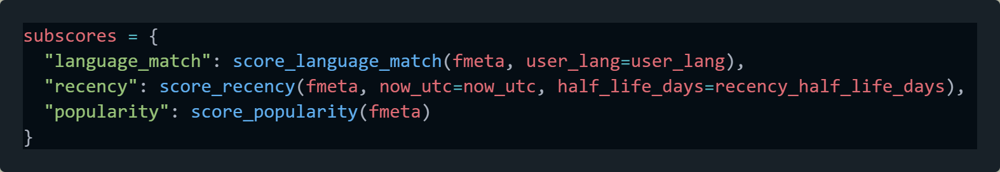 subscores = {
  "language_match": score_language_match(fmeta, user_lang=user_lang),
  "recency": score_recency(fmeta, now_utc=now_utc, half_life_days=recency_half_life_days),
  "popularity": score_popularity(fmeta)
}